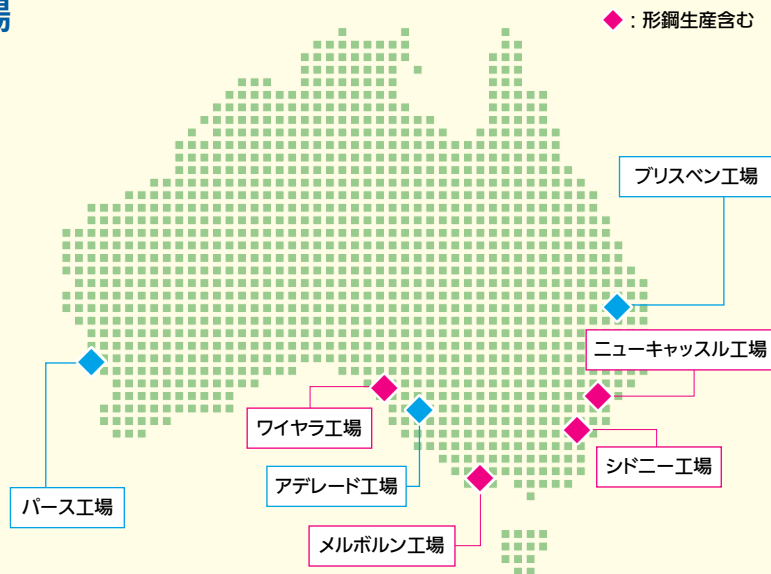 場
◆：形鋼生産含む
ブリスベン工場
ニューキャッスル工場
ワイヤラ工場
シドニー工場
アデレード工場
パース工場
メルボルン工場